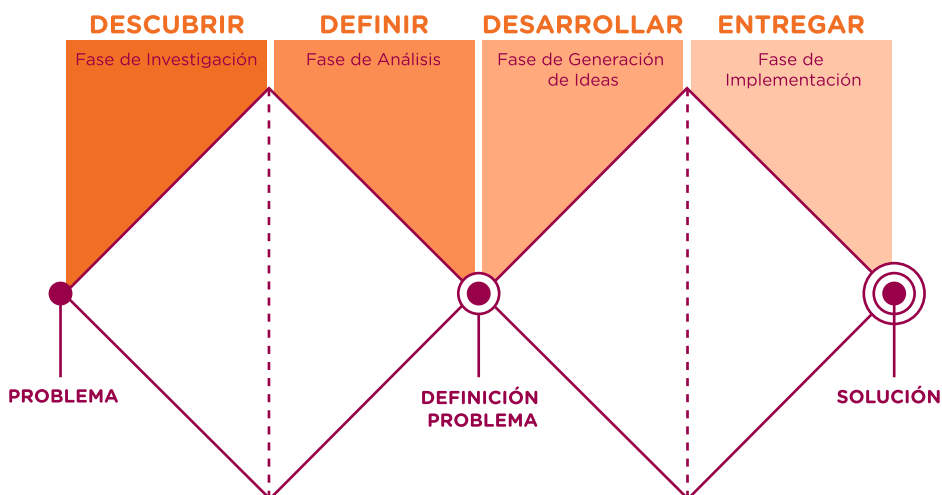 DESCUBRIR
Fase de Investigación
DEFINIR
Fase de Análisis
DESARROLLAR
Fase de Generación
de Ideas
ENTREGAR
Fase de
Implementación
PROBLEMA
DEFINICIÓN
PROBLEMA
SOLUCIÓN